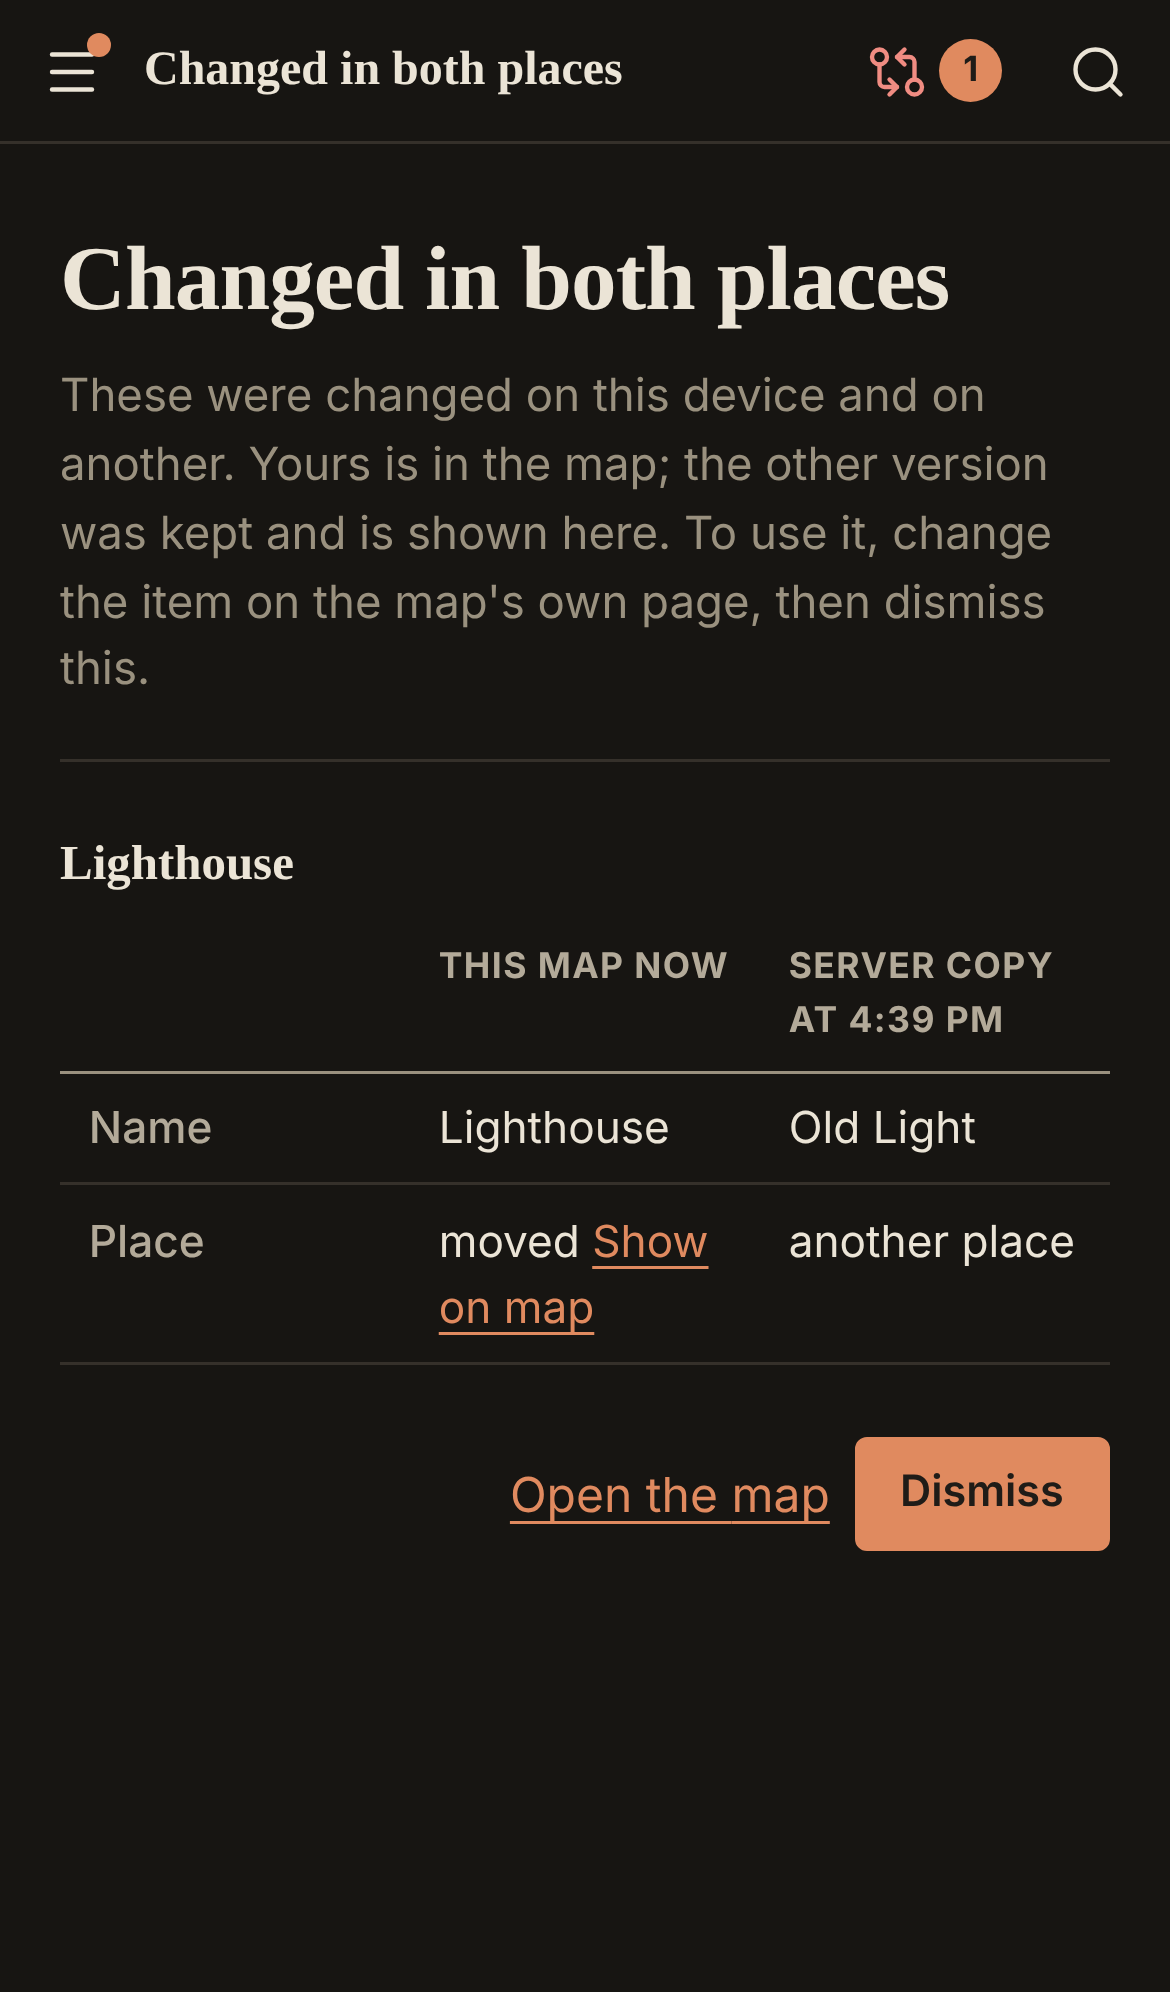 Changed in both places
1
Changed in both places
These were changed on this device and on
another. Yours is in the map; the other version
was kept and is shown here. To use it, change
the item on the map's own page, then dismiss
this.
Lighthouse
THIS MAP NOW
SERVER COPY
AT 4:39 PM
Name
Lighthouse
Old Light
Place
moved Show
on map
another place
Open the map
Dismiss